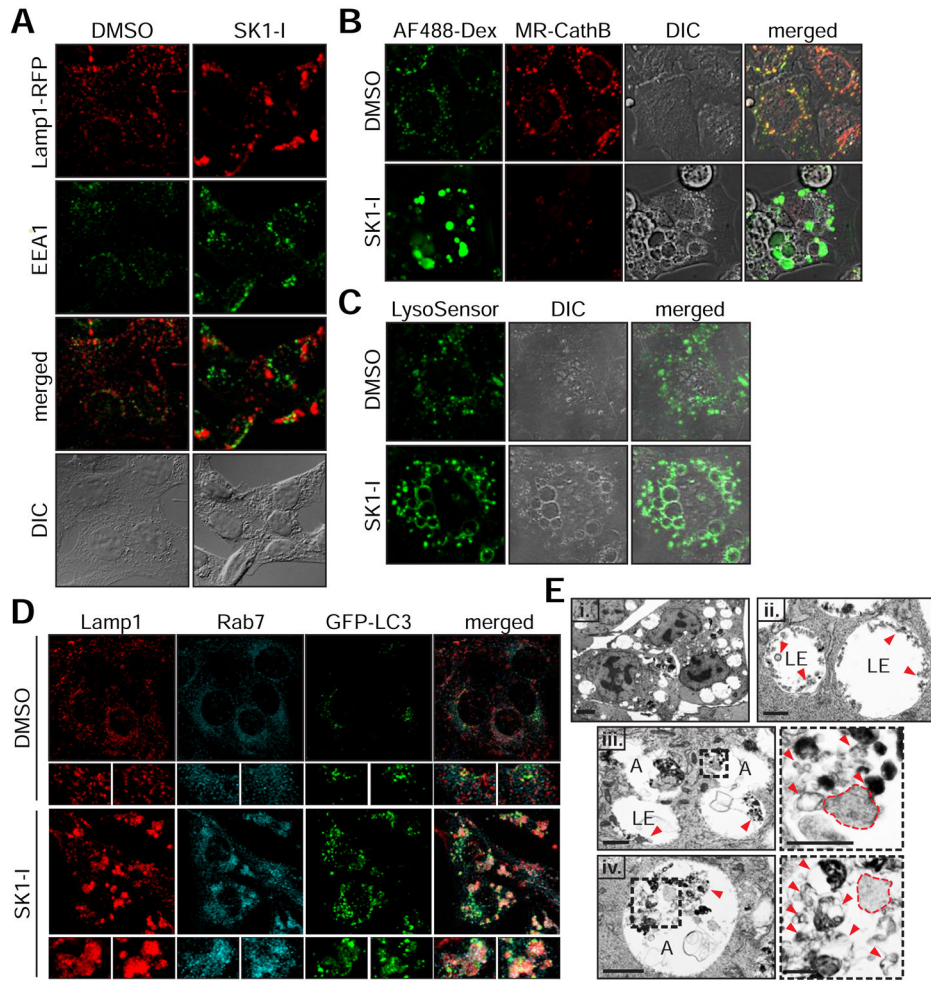 A
DMSO SK1-I
Lamp1-RFP
EEA1
merged
DIC
B
AF488-Dex MR-CathB DIC merged
DMSO
SK1-I
C
LysoSensor DIC merged
DMSO
SK1-I
D
Lamp1 Rab7 GFP-LC3 merged
DMSO
SK1-I
E
i. ii.
LE LE
iii.
A A
LE
iv.
A